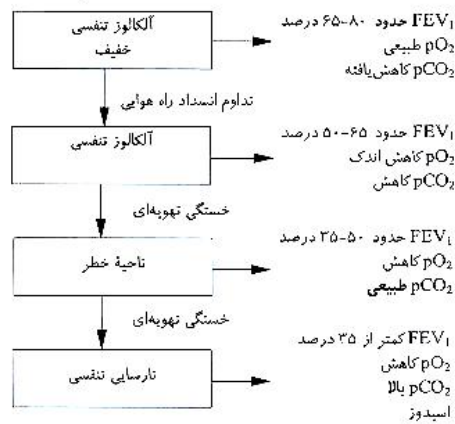 آلکالوز تنفسی
خفیف
FEV₁ حدود ۸۰-۶۵ درصد
pO₂ طبیعی
pCO₂ کاهش‌یافته
تداوم انسداد راه هوایی
آلکالوز تنفسی
FEV₁ حدود ۶۵-۵۰ درصد
pO₂ کاهش اندک
pCO₂ کاهش
خستگی تهویه‌ای
ناحیهٔ خطر
FEV₁ حدود ۵۰-۳۵ درصد
pO₂ کاهش
pCO₂ طبیعی
خستگی تهویه‌ای
نارسایی تنفسی
FEV₁ کمتر از ۳۵ درصد
pO₂ کاهش
pCO₂ بالا
اسیدوز